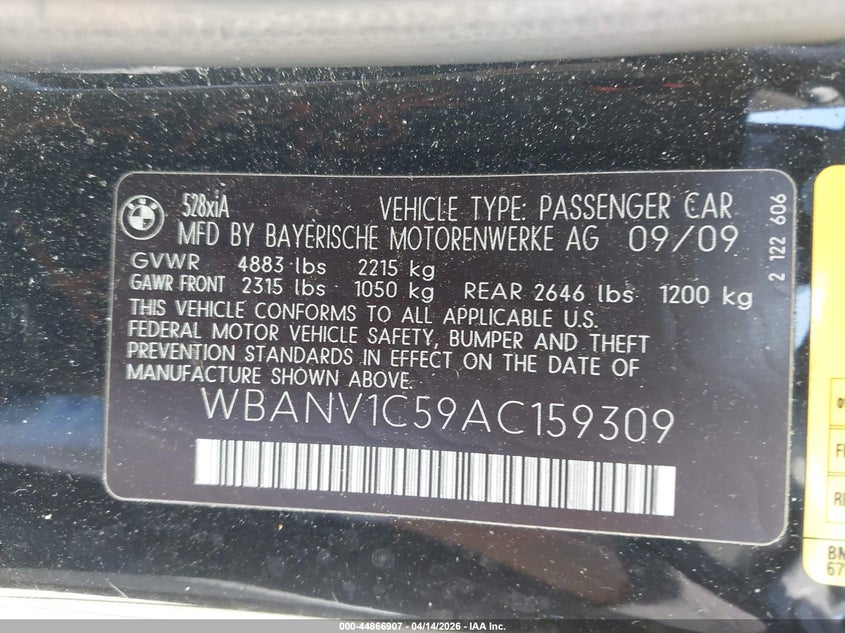 528xiA VEHICLE TYPE: PASSENGER CAR
MFD BY BAYERISCHE MOTORENWERKE AG 09/09
GVWR 4883 lbs 2215 kg
GAWR FRONT 2315 lbs 1050 kg REAR 2646 lbs 1200 kg
THIS VEHICLE CONFORMS TO ALL APPLICABLE U.S.
FEDERAL MOTOR VEHICLE SAFETY, BUMPER AND THEFT
PREVENTION STANDARDS IN EFFECT ON THE DATE OF
MANUFACTURE SHOWN ABOVE.
WBANV1C59AC159309
2 122 606
000-44866907 - 04/14/2026 - IAA Inc.